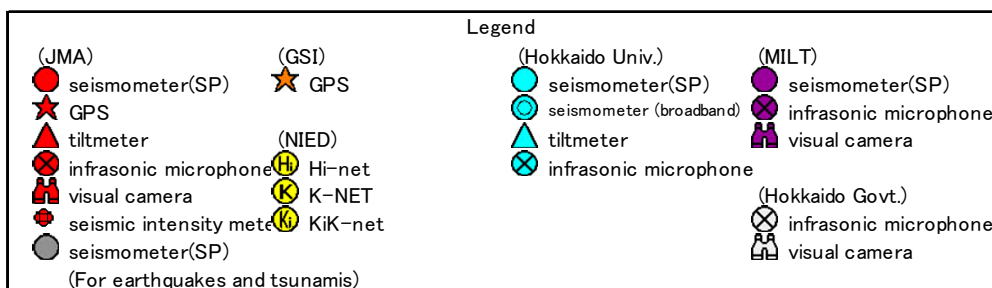 Legend
(JMA)
seismometer(SP)
GPS
tiltmeter
infrasonic microphone
visual camera
seismic intensity mete
seismometer(SP)
(For earthquakes and tsunamis)
(GSI)
GPS
(NIED)
Hi Hi-net
K K-NET
Ki KiK-net
(Hokkaido Univ.)
seismometer(SP)
seismometer (broadband)
tiltmeter
infrasonic microphone
(MILT)
seismometer(SP)
infrasonic microphone
visual camera
(Hokkaido Govt.)
infrasonic microphone
visual camera